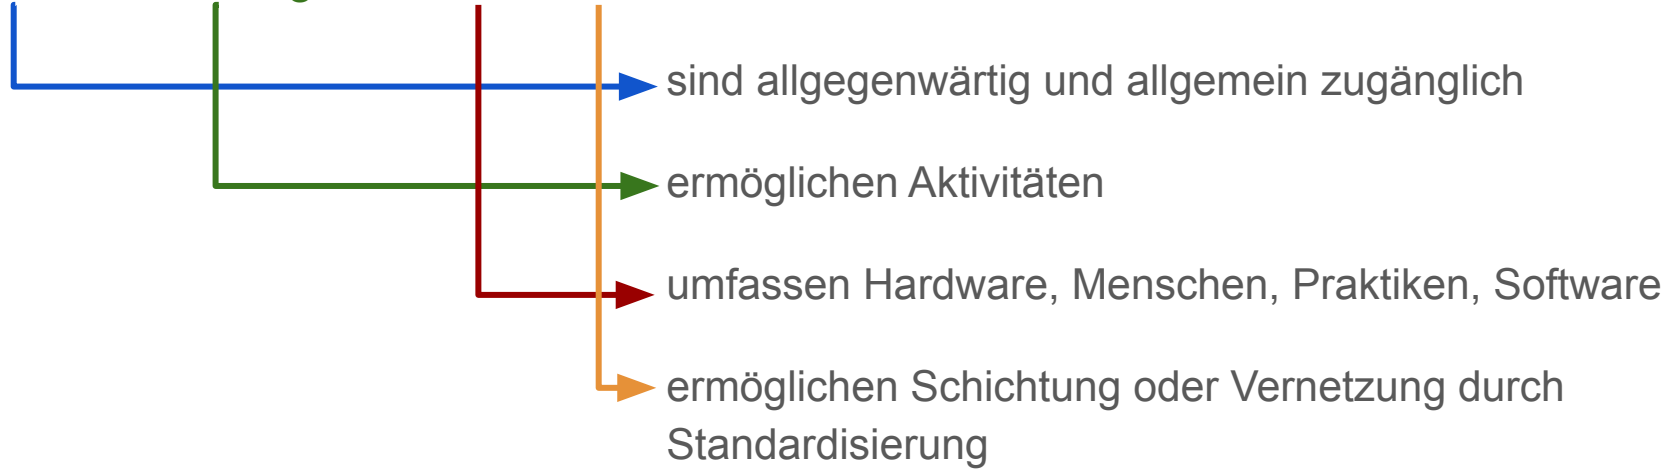 sind allgegenwärtig und allgemein zugänglich
ermöglichen Aktivitäten
umfassen Hardware, Menschen, Praktiken, Software
ermöglichen Schichtung oder Vernetzung durch
Standardisierung